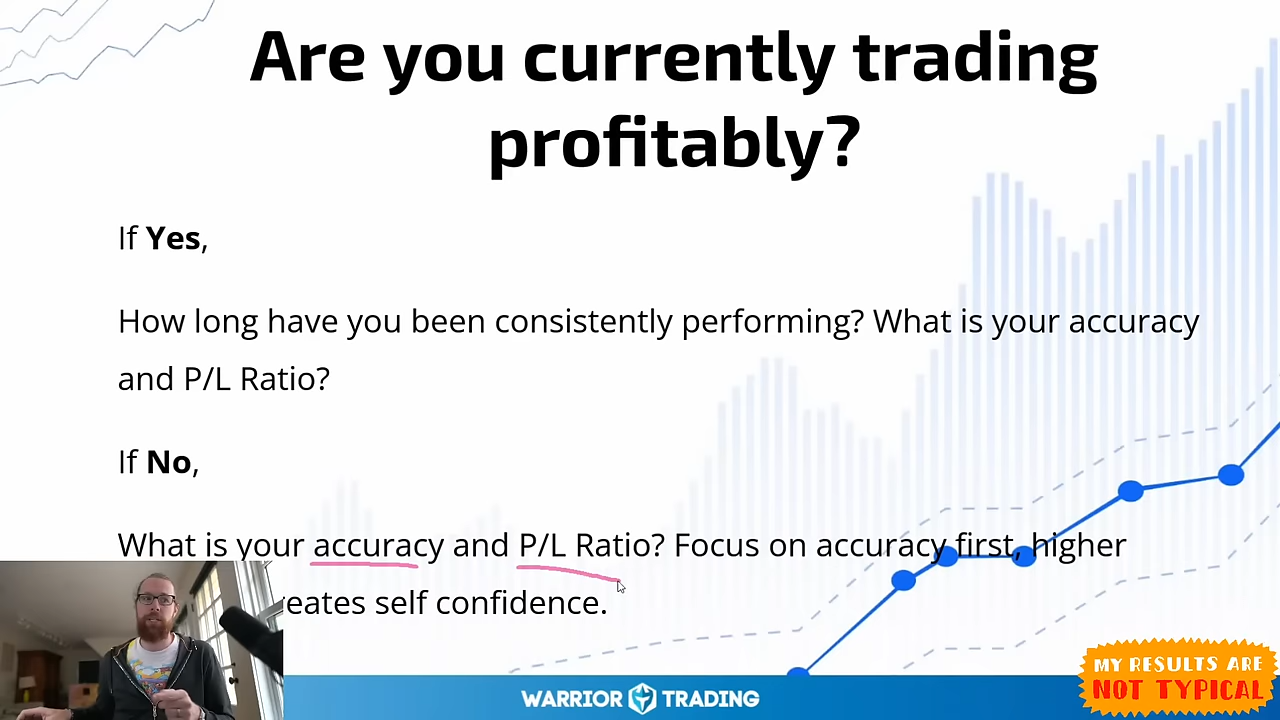 Are you currently trading
profitably?
If Yes,
How long have you been consistently performing? What is your accuracy
and P/L Ratio?
If No,
What is your accuracy and P/L Ratio? Focus on accuracy first, higher
eates self confidence.
WARRIOR TRADING
MY RESULTS ARE
NOT TYPICAL